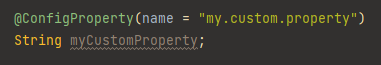 @ConfigProperty(name = "my.custom.property")
String myCustomProperty;